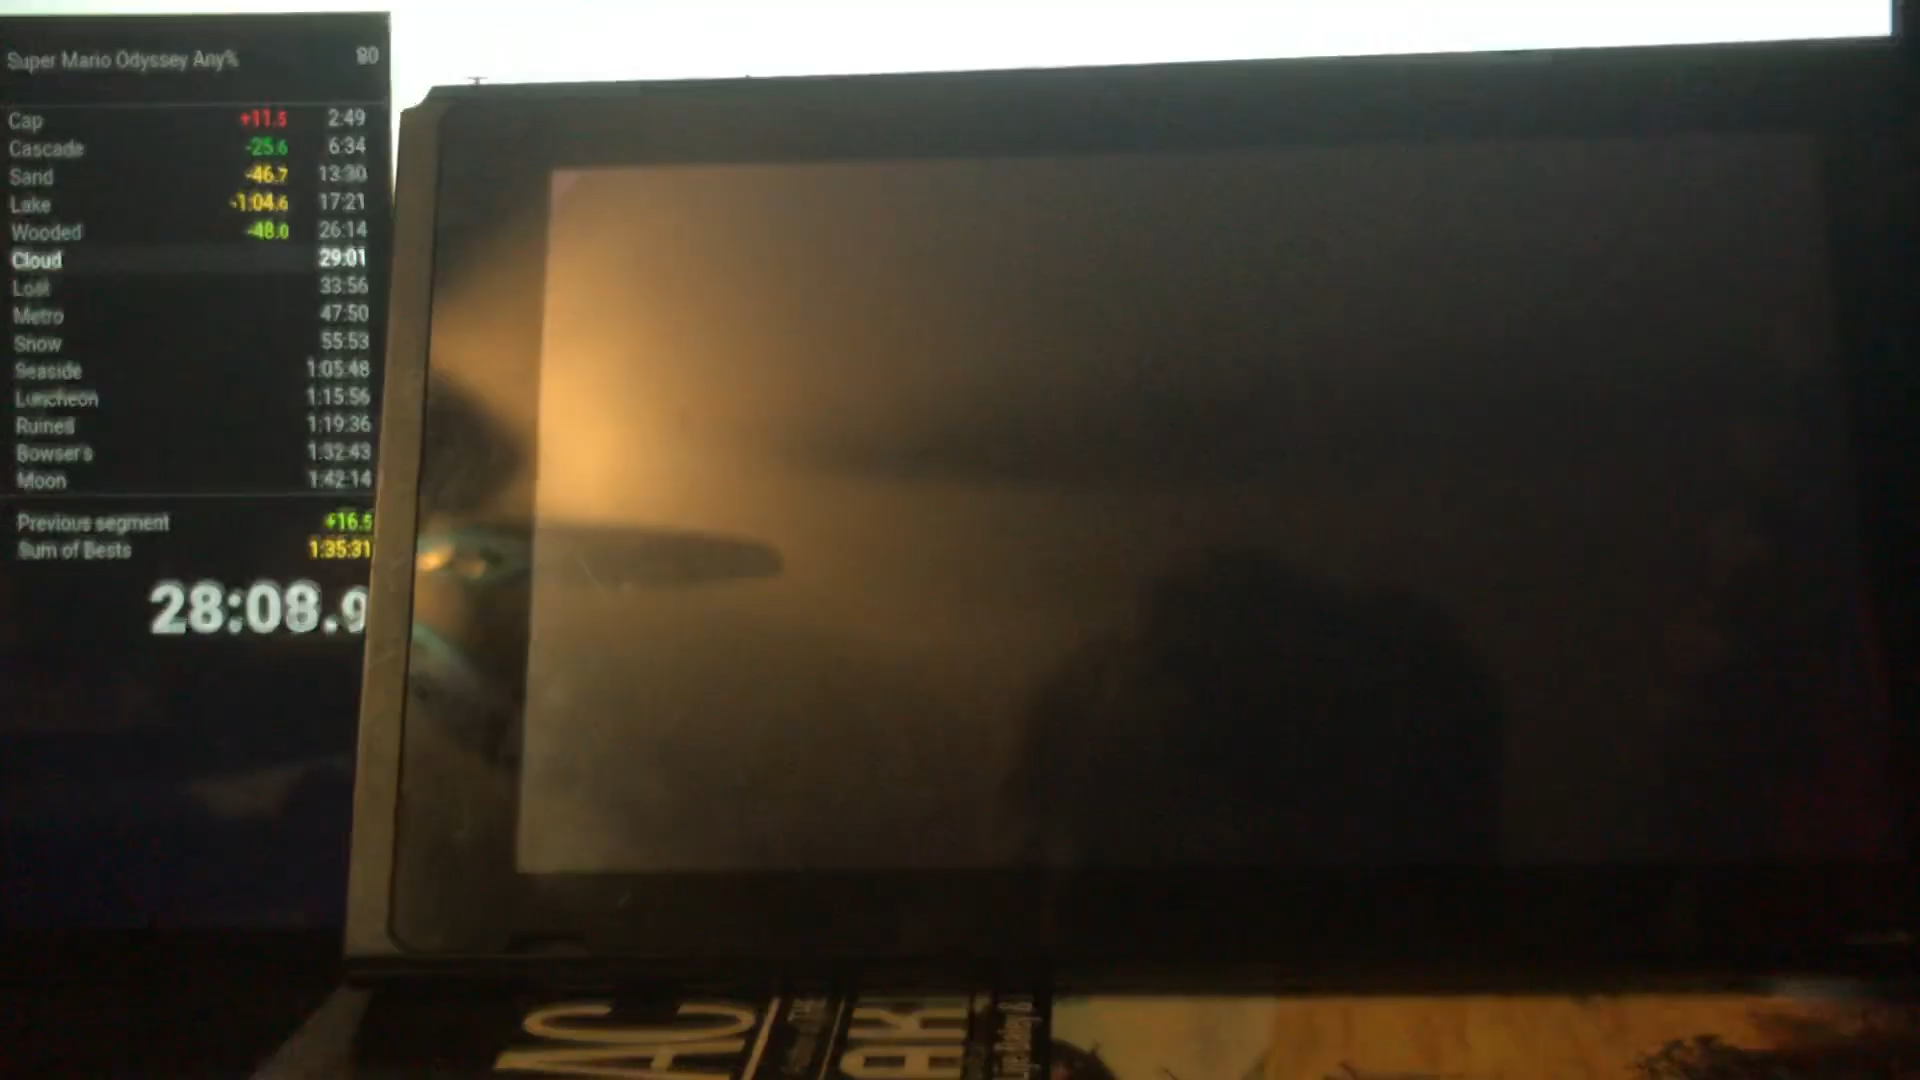 Super Mario Odyssey Any% 80
Cap +11.5 2:49
Cascade -25.6 6:34
Sand -46.7 13:30
Lake -1:04.6 17:21
Wooded -48.0 26:14
Cloud 29:01
Lost 33:56
Metro 47:50
Snow 55:53
Seaside 1:05:48
Luncheon 1:15:56
Ruined 1:19:36
Bowser's 1:32:43
Moon 1:42:14
Previous segment +16.5
Sum of Bests 1:35:31
28:08.9